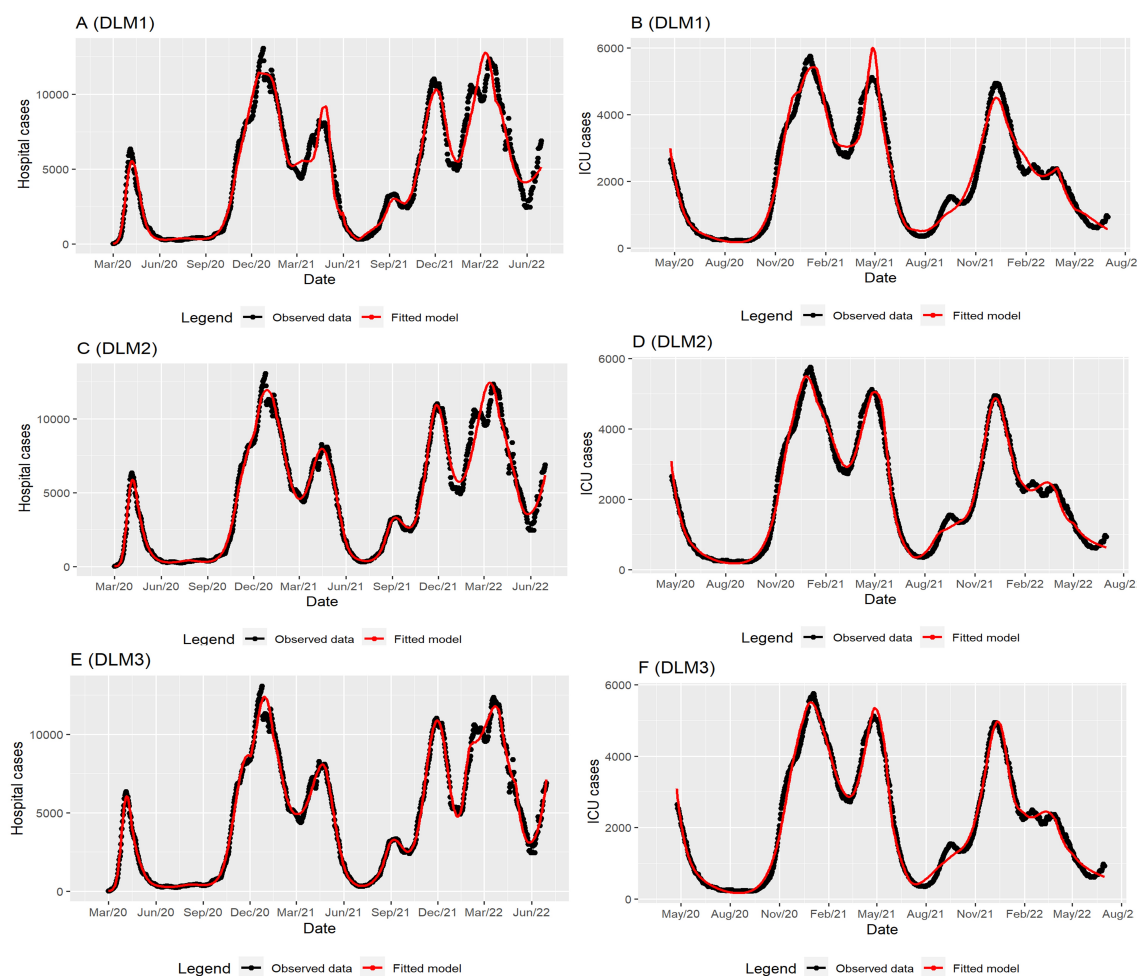 A (DLM1)
Hospital cases
10000
5000
0
Mar/20 Jun/20 Sep/20 Dec/20 Mar/21 Jun/21 Sep/21 Dec/21 Mar/22 Jun/22
Date
Legend Observed data Fitted model
B (DLM1)
ICU cases
6000
4000
2000
0
May/20 Aug/20 Nov/20 Feb/21 May/21 Aug/21 Nov/21 Feb/22 May/22 Aug/2
Date
Legend Observed data Fitted model
C (DLM2)
Hospital cases
10000
5000
0
Mar/20 Jun/20 Sep/20 Dec/20 Mar/21 Jun/21 Sep/21 Dec/21 Mar/22 Jun/22
Date
Legend Observed data Fitted model
D (DLM2)
ICU cases
6000
4000
2000
0
May/20 Aug/20 Nov/20 Feb/21 May/21 Aug/21 Nov/21 Feb/22 May/22 Aug/2
Date
Legend Observed data Fitted model
E (DLM3)
Hospital cases
10000
5000
0
Mar/20 Jun/20 Sep/20 Dec/20 Mar/21 Jun/21 Sep/21 Dec/21 Mar/22 Jun/22
Date
Legend Observed data Fitted model
F (DLM3)
ICU cases
6000
4000
2000
0
May/20 Aug/20 Nov/20 Feb/21 May/21 Aug/21 Nov/21 Feb/22 May/22 Aug/2
Date
Legend Observed data Fitted model